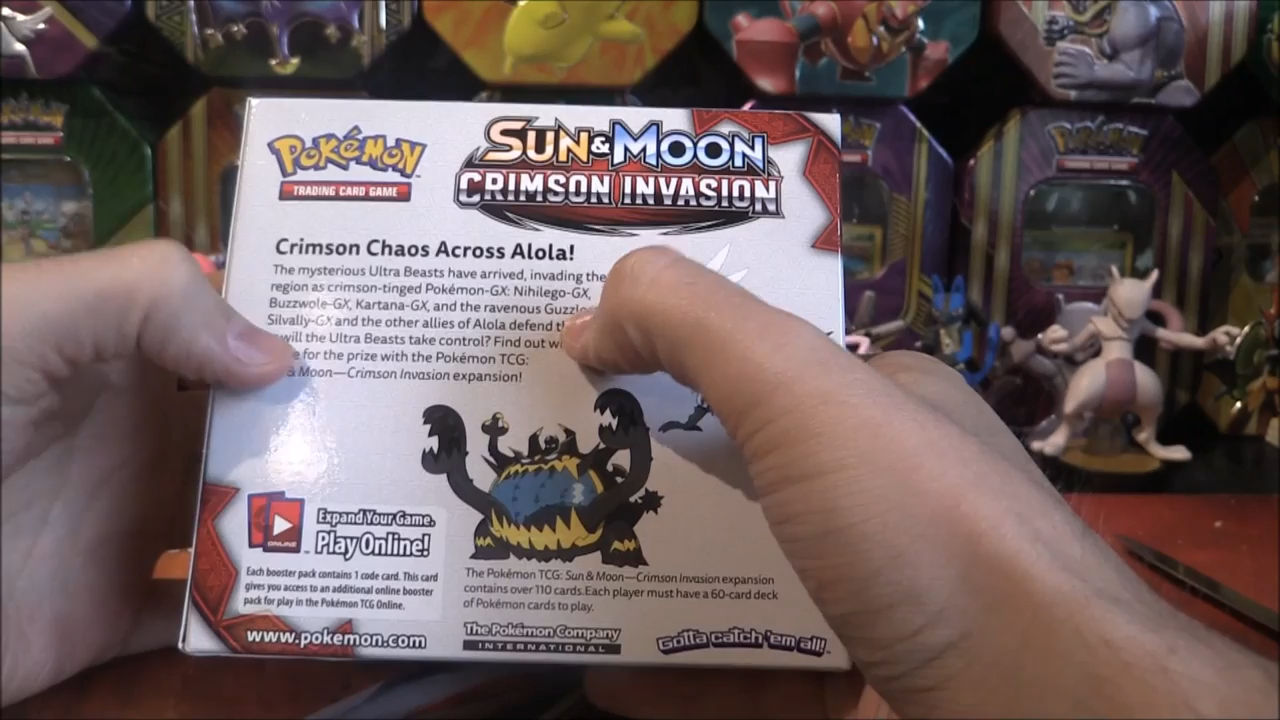 POKéMON
TRADING CARD GAME
SUN & MOON
CRIMSON INVASION
Crimson Chaos Across Alola!
The mysterious Ultra Beasts have arrived, invading the
region as crimson-tinged Pokémon-GX: Nihilego-GX,
Buzzwole-GX, Kartana-GX, and the ravenous
Silvally-GX and the other allies of Alola defend
will the Ultra Beasts take control? Find out
for the prize with the Pokémon TCG:
& Moon—Crimson Invasion expansion!
ONLINE
Expand Your Game.
Play Online!
Each booster pack contains 1 code card. This card
gives you access to an additional online booster
pack for play in the Pokémon TCG Online.
www.pokemon.com
The Pokémon TCG: Sun & Moon—Crimson Invasion expansion
contains over 110 cards. Each player must have a 60-card deck
of Pokémon cards to play.
The Pokémon Company
INTERNATIONAL
Gotta catch 'em all!
POKéMON